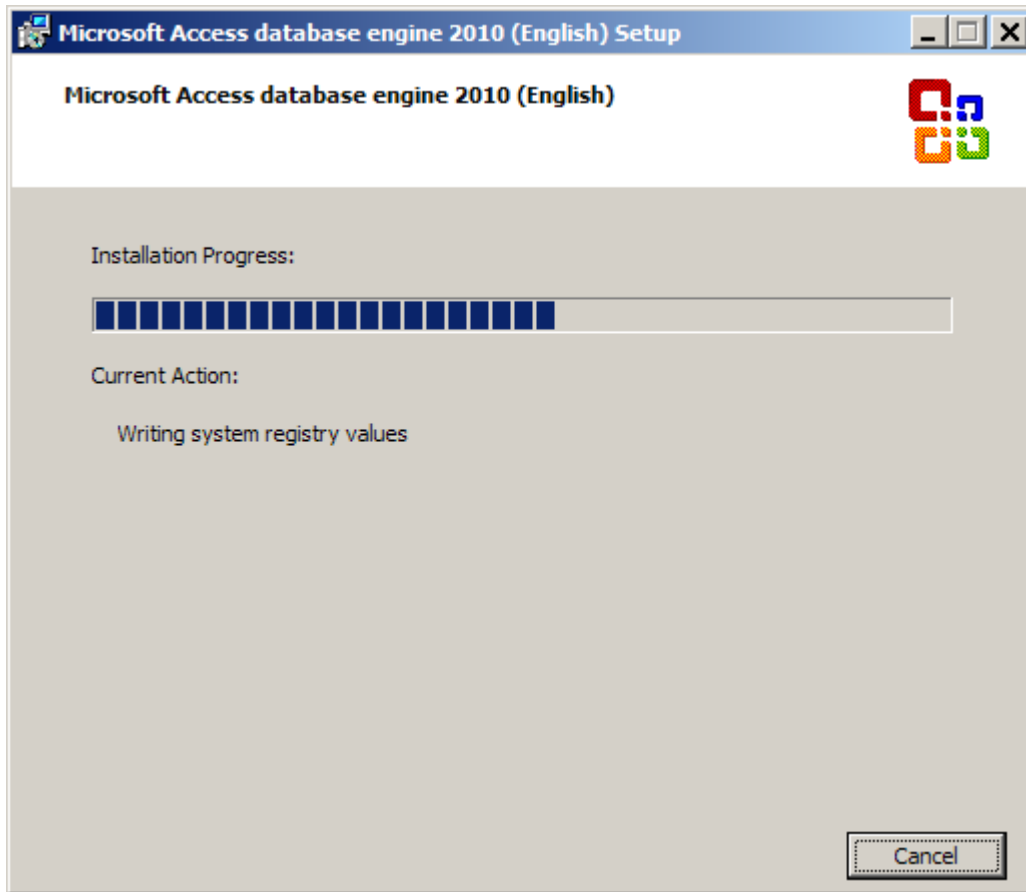 Microsoft Access database engine 2010 (English) Setup
Microsoft Access database engine 2010 (English)
Installation Progress:
Current Action:
Writing system registry values
Cancel